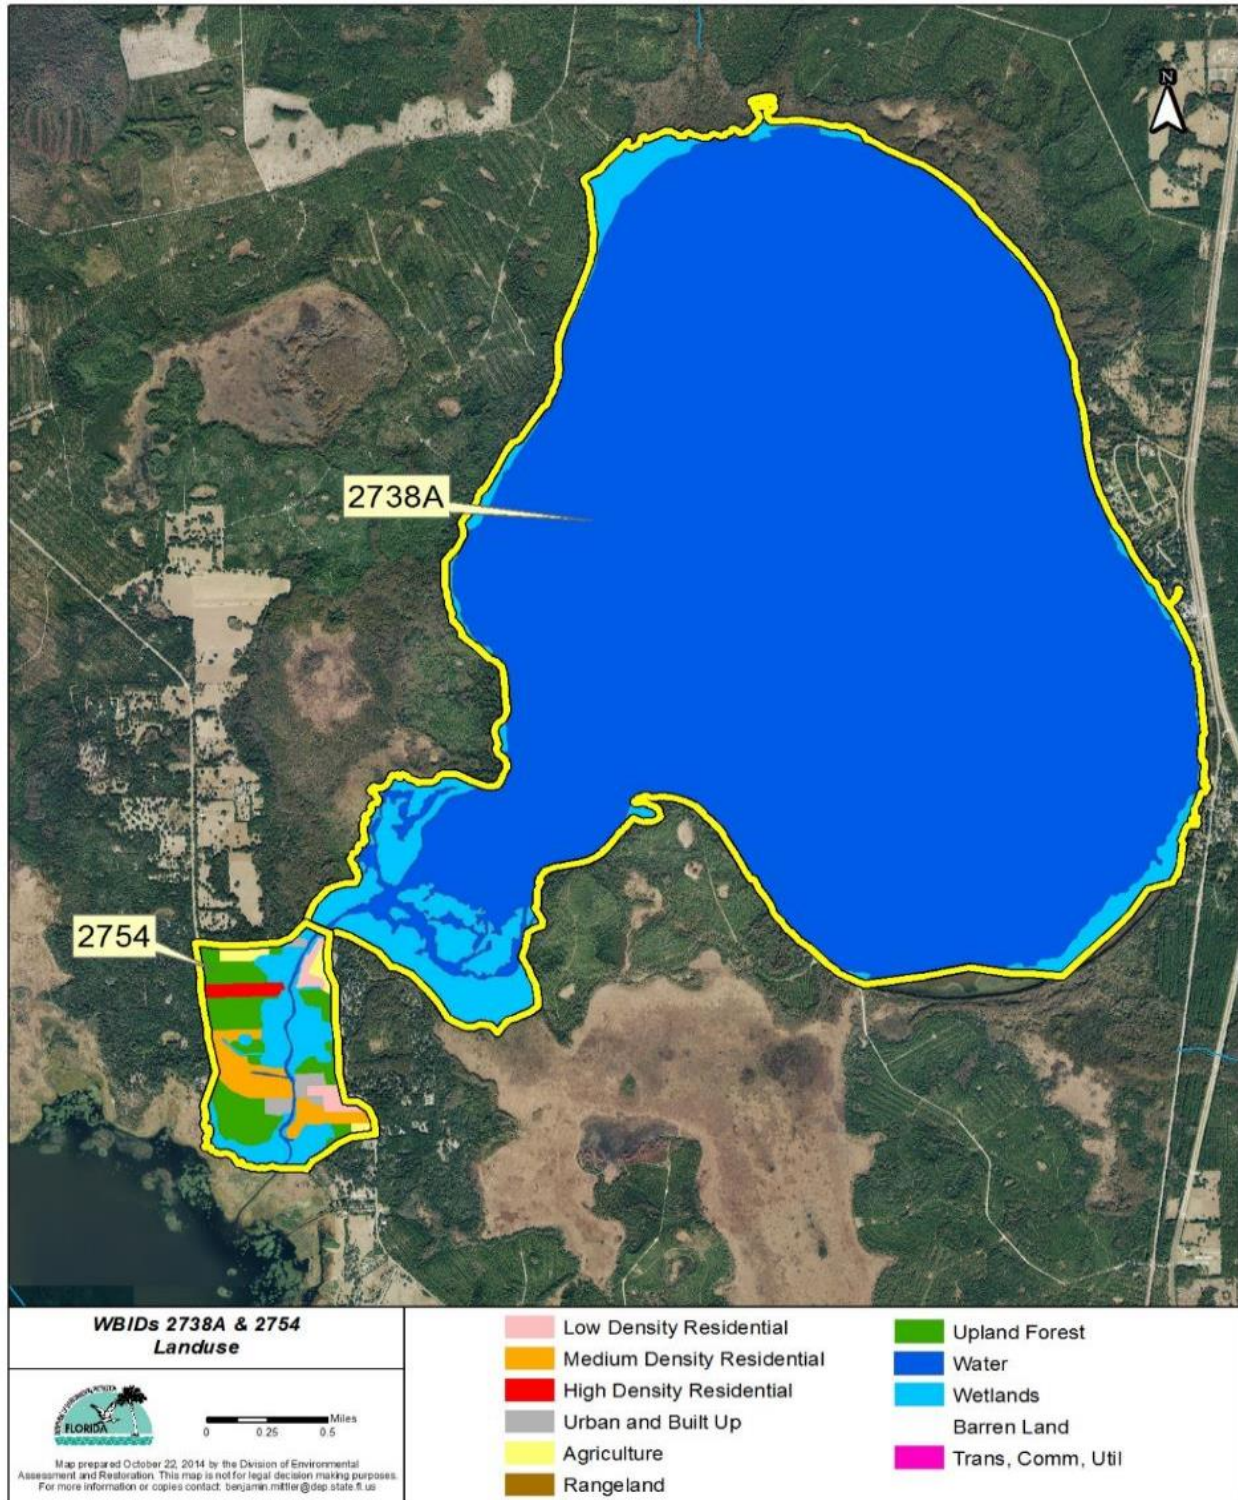 N
2738A
2754
WBIDs 2738A & 2754
Landuse
FLORIDA
Miles
0 0.25 0.5
Map prepared October 22, 2014 by the Division of Environmental
Assessment and Restoration. This map is not for legal decision making purposes.
For more information or copies contact: benjamin.mittler@dep.state.fl.us
Low Density Residential
Medium Density Residential
High Density Residential
Urban and Built Up
Agriculture
Rangeland
Upland Forest
Water
Wetlands
Barren Land
Trans, Comm, Util